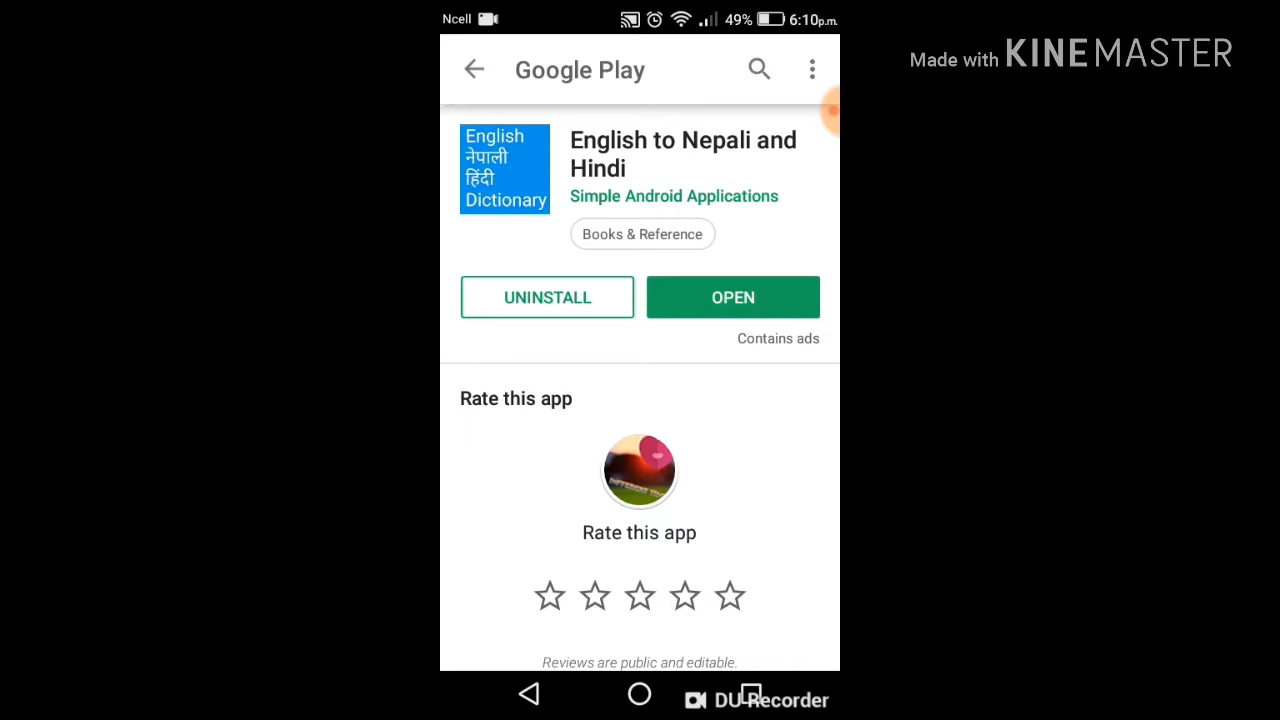 Ncell
49%
6:10p.m.
Made with KINEMASTER
Google Play
English
नेपाली
हिंदी
Dictionary
English to Nepali and
Hindi
Simple Android Applications
Books & Reference
UNINSTALL
OPEN
Contains ads
Rate this app
Rate this app
Reviews are public and editable.
DU Recorder